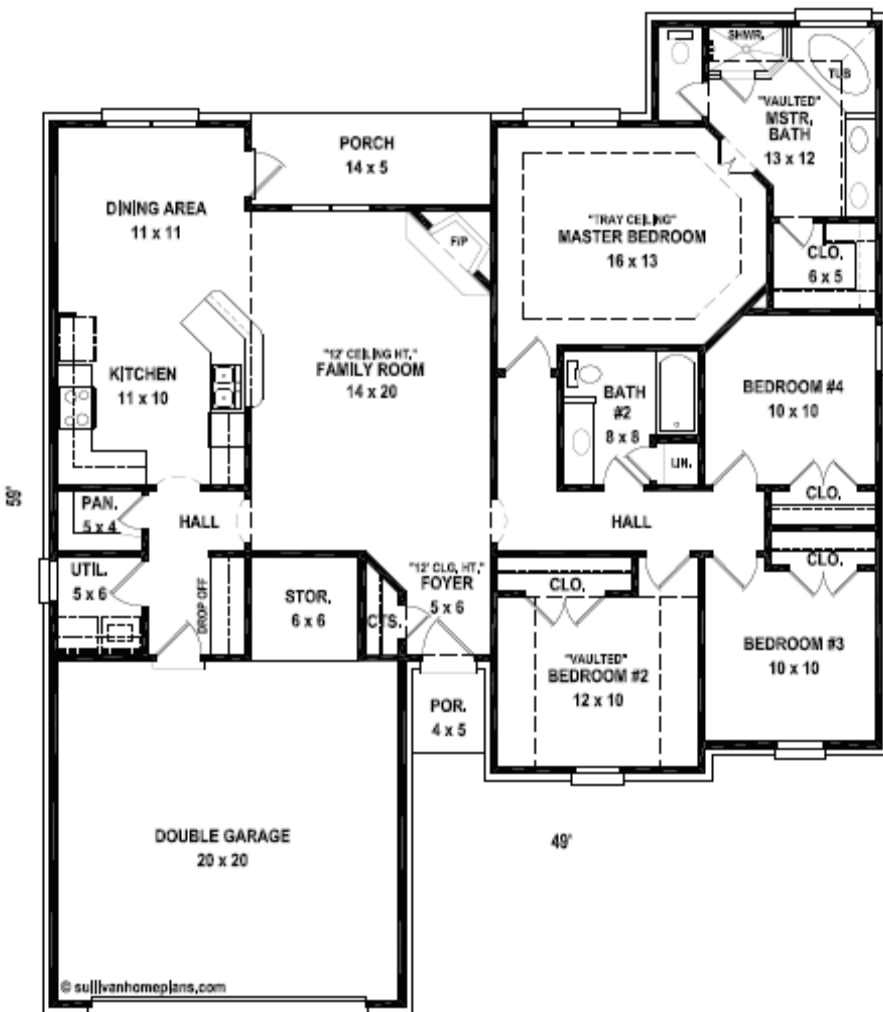 SHWR.
TUB
"VAULTED"
MSTR.
BATH
13 x 12
PORCH
14 x 5
DINING AREA
11 x 11
F/P
"TRAY CEILING"
MASTER BEDROOM
16 x 13
CLO.
6 x 5
"12' CEILING HT."
FAMILY ROOM
14 x 20
KITCHEN
11 x 10
BATH
#2
8 x 8
BEDROOM #4
10 x 10
LIN.
CLO.
59'
PAN.
5 x 4
HALL
HALL
UTIL.
5 x 6
DROP OFF
STOR.
6 x 6
CTS.
"12' CLG. HT."
FOYER
5 x 6
CLO.
CLO.
"VAULTED"
BEDROOM #2
12 x 10
BEDROOM #3
10 x 10
POR.
4 x 5
DOUBLE GARAGE
20 x 20
49'
© sullivanhomeplans.com